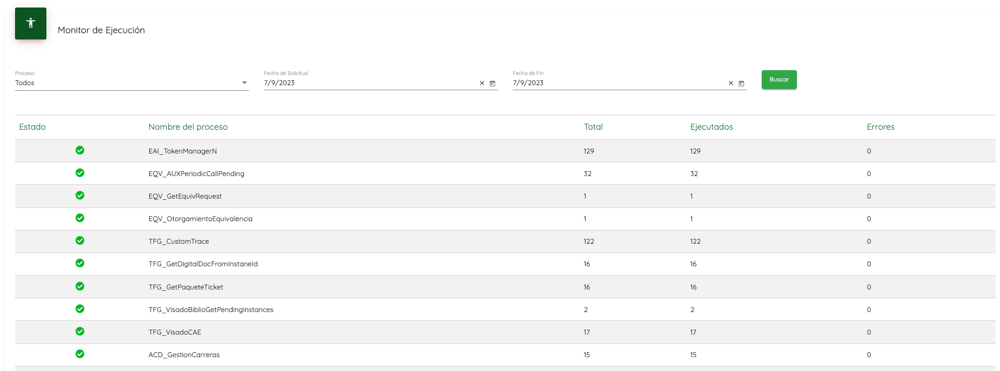 Monitor de Ejecución
Proceso Fecha de Solicitud Fecha de Fin
Todos 7/9/2023 7/9/2023 Buscar
Estado Nombre del proceso Total Ejecutados Errores
EAI_TokenManagerN 129 129 0
EQV_AUXPeriodicCallPending 32 32 0
EQV_GetEquivRequest 1 1 0
EQV_OtorgamientoEquivalencia 1 1 0
TFG_CustomTrace 122 122 0
TFG_GetDigitalDocFromInstaneId 16 16 0
TFG_GetPaqueteTicket 16 16 0
TFG_VisadoBiblioGetPendingInstances 2 2 0
TFG_VisadoCAE 17 17 0
ACD_GestionCarreras 15 15 0